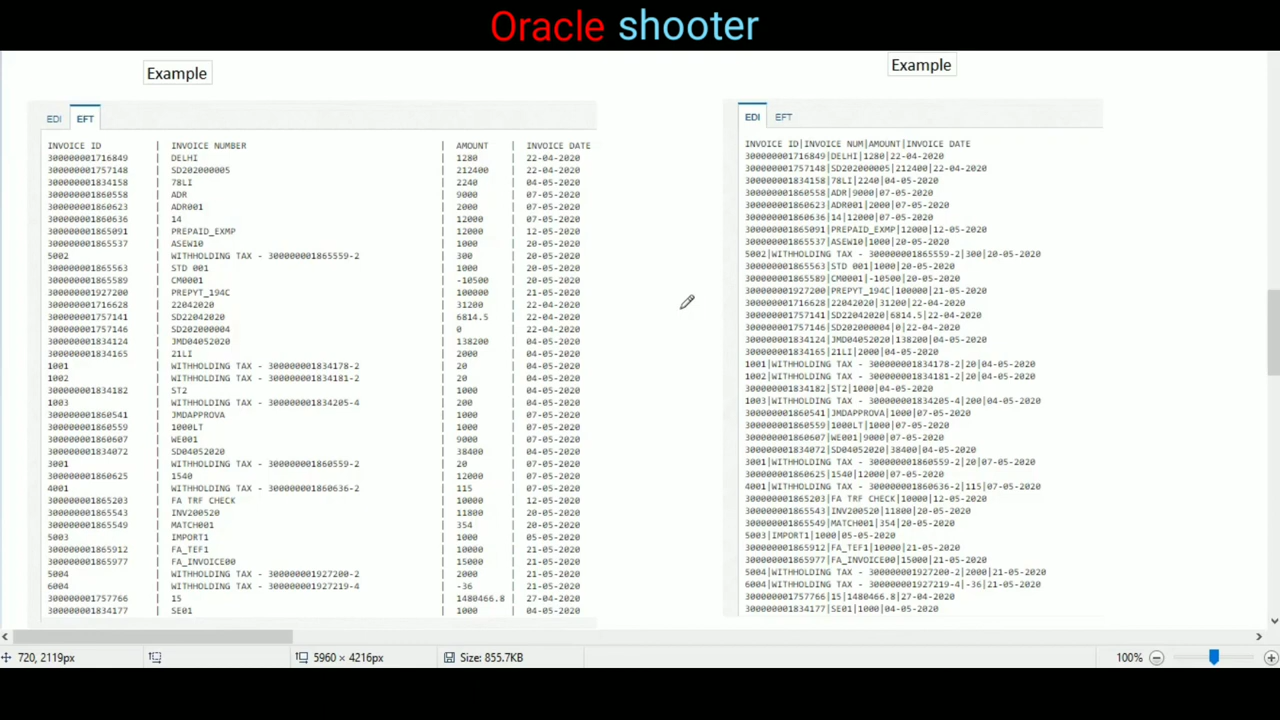 Oracle shooter
Example
EDI EFT
INVOICE ID | INVOICE NUMBER | AMOUNT | INVOICE DATE
300000001716849 | DELHI | 1280 | 22-04-2020
300000001757148 | SD202000005 | 212400 | 22-04-2020
300000001834158 | 78LI | 2240 | 04-05-2020
300000001860558 | ADR | 9000 | 07-05-2020
300000001860623 | ADR001 | 2000 | 07-05-2020
300000001860636 | 14 | 12000 | 07-05-2020
300000001865091 | PREPAID_EXMP | 12000 | 12-05-2020
300000001865537 | ASEW10 | 1000 | 20-05-2020
5002 | WITHHOLDING TAX - 300000001865559-2 | 300 | 20-05-2020
300000001865563 | STD 001 | 1000 | 20-05-2020
300000001865589 | CM0001 | -10500 | 20-05-2020
300000001927200 | PREPYT_194C | 100000 | 21-05-2020
300000001716628 | 22042020 | 31200 | 22-04-2020
300000001757141 | SD22042020 | 6814.5 | 22-04-2020
300000001757146 | SD202000004 | 0 | 22-04-2020
300000001834124 | JMD04052020 | 138200 | 04-05-2020
300000001834165 | 21LI | 2000 | 04-05-2020
1001 | WITHHOLDING TAX - 300000001834178-2 | 20 | 04-05-2020
1002 | WITHHOLDING TAX - 300000001834181-2 | 20 | 04-05-2020
300000001834182 | ST2 | 1000 | 04-05-2020
1003 | WITHHOLDING TAX - 300000001834205-4 | 200 | 04-05-2020
300000001860541 | JMDAPPROVA | 1000 | 07-05-2020
300000001860559 | 1000LT | 1000 | 07-05-2020
300000001860607 | WE001 | 9000 | 07-05-2020
300000001834072 | SD04052020 | 38400 | 04-05-2020
3001 | WITHHOLDING TAX - 300000001860559-2 | 20 | 07-05-2020
300000001860625 | 1540 | 12000 | 07-05-2020
4001 | WITHHOLDING TAX - 300000001860636-2 | 115 | 07-05-2020
300000001865203 | FA TRF CHECK | 10000 | 12-05-2020
300000001865543 | INV200520 | 11800 | 20-05-2020
300000001865549 | MATCH001 | 354 | 20-05-2020
5003 | IMPORT1 | 1000 | 05-05-2020
300000001865912 | FA_TEF1 | 10000 | 21-05-2020
300000001865977 | FA_INVOICE00 | 15000 | 21-05-2020
5004 | WITHHOLDING TAX - 300000001927200-2 | 2000 | 21-05-2020
6004 | WITHHOLDING TAX - 300000001927219-4 | -36 | 21-05-2020
300000001757766 | 15 | 1480466.8 | 27-04-2020
300000001834177 | SE01 | 1000 | 04-05-2020
Example
EDI EFT
INVOICE ID|INVOICE NUM|AMOUNT|INVOICE DATE
300000001716849|DELHI|1280|22-04-2020
300000001757148|SD202000005|212400|22-04-2020
300000001834158|78LI|2240|04-05-2020
300000001860558|ADR|9000|07-05-2020
300000001860623|ADR001|2000|07-05-2020
300000001860636|14|12000|07-05-2020
300000001865091|PREPAID_EXMP|12000|12-05-2020
300000001865537|ASEW10|1000|20-05-2020
5002|WITHHOLDING TAX - 300000001865559-2|300|20-05-2020
300000001865563|STD 001|1000|20-05-2020
300000001865589|CM0001|-10500|20-05-2020
300000001927200|PREPYT_194C|100000|21-05-2020
300000001716628|22042020|31200|22-04-2020
300000001757141|SD22042020|6814.5|22-04-2020
300000001757146|SD202000004|0|22-04-2020
300000001834124|JMD04052020|138200|04-05-2020
300000001834165|21LI|2000|04-05-2020
1001|WITHHOLDING TAX - 300000001834178-2|20|04-05-2020
1002|WITHHOLDING TAX - 300000001834181-2|20|04-05-2020
300000001834182|ST2|1000|04-05-2020
1003|WITHHOLDING TAX - 300000001834205-4|200|04-05-2020
300000001860541|JMDAPPROVA|1000|07-05-2020
300000001860559|1000LT|1000|07-05-2020
300000001860607|WE001|9000|07-05-2020
300000001834072|SD04052020|38400|04-05-2020
3001|WITHHOLDING TAX - 300000001860559-2|20|07-05-2020
300000001860625|1540|12000|07-05-2020
4001|WITHHOLDING TAX - 300000001860636-2|115|07-05-2020
300000001865203|FA TRF CHECK|10000|12-05-2020
300000001865543|INV200520|11800|20-05-2020
300000001865549|MATCH001|354|20-05-2020
5003|IMPORT1|1000|05-05-2020
300000001865912|FA_TEF1|10000|21-05-2020
300000001865977|FA_INVOICE00|15000|21-05-2020
5004|WITHHOLDING TAX - 300000001927200-2|2000|21-05-2020
6004|WITHHOLDING TAX - 300000001927219-4|-36|21-05-2020
300000001757766|15|1480466.8|27-04-2020
300000001834177|SE01|1000|04-05-2020
720, 2119px 5960 × 4216px Size: 855.7KB 100%